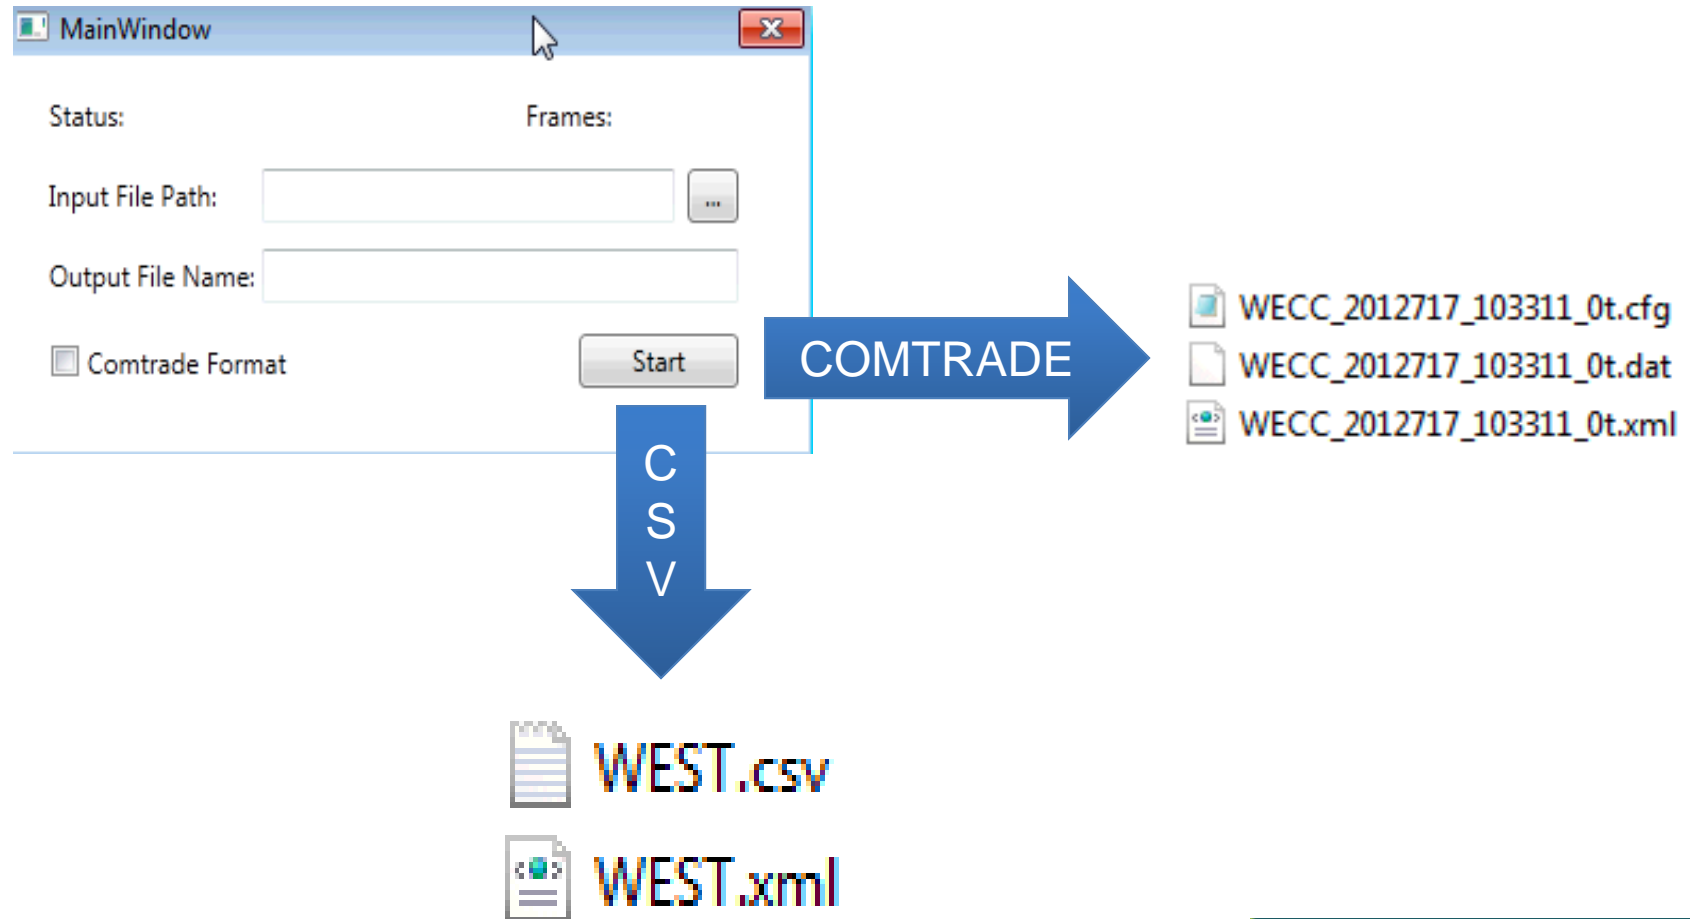 MainWindow
Status:
Frames:
Input File Path:
...
Output File Name:
Comtrade Format
Start
COMTRADE
WECC_2012717_103311_0t.cfg
WECC_2012717_103311_0t.dat
WECC_2012717_103311_0t.xml
C
S
V
WEST.csv
WEST.xml